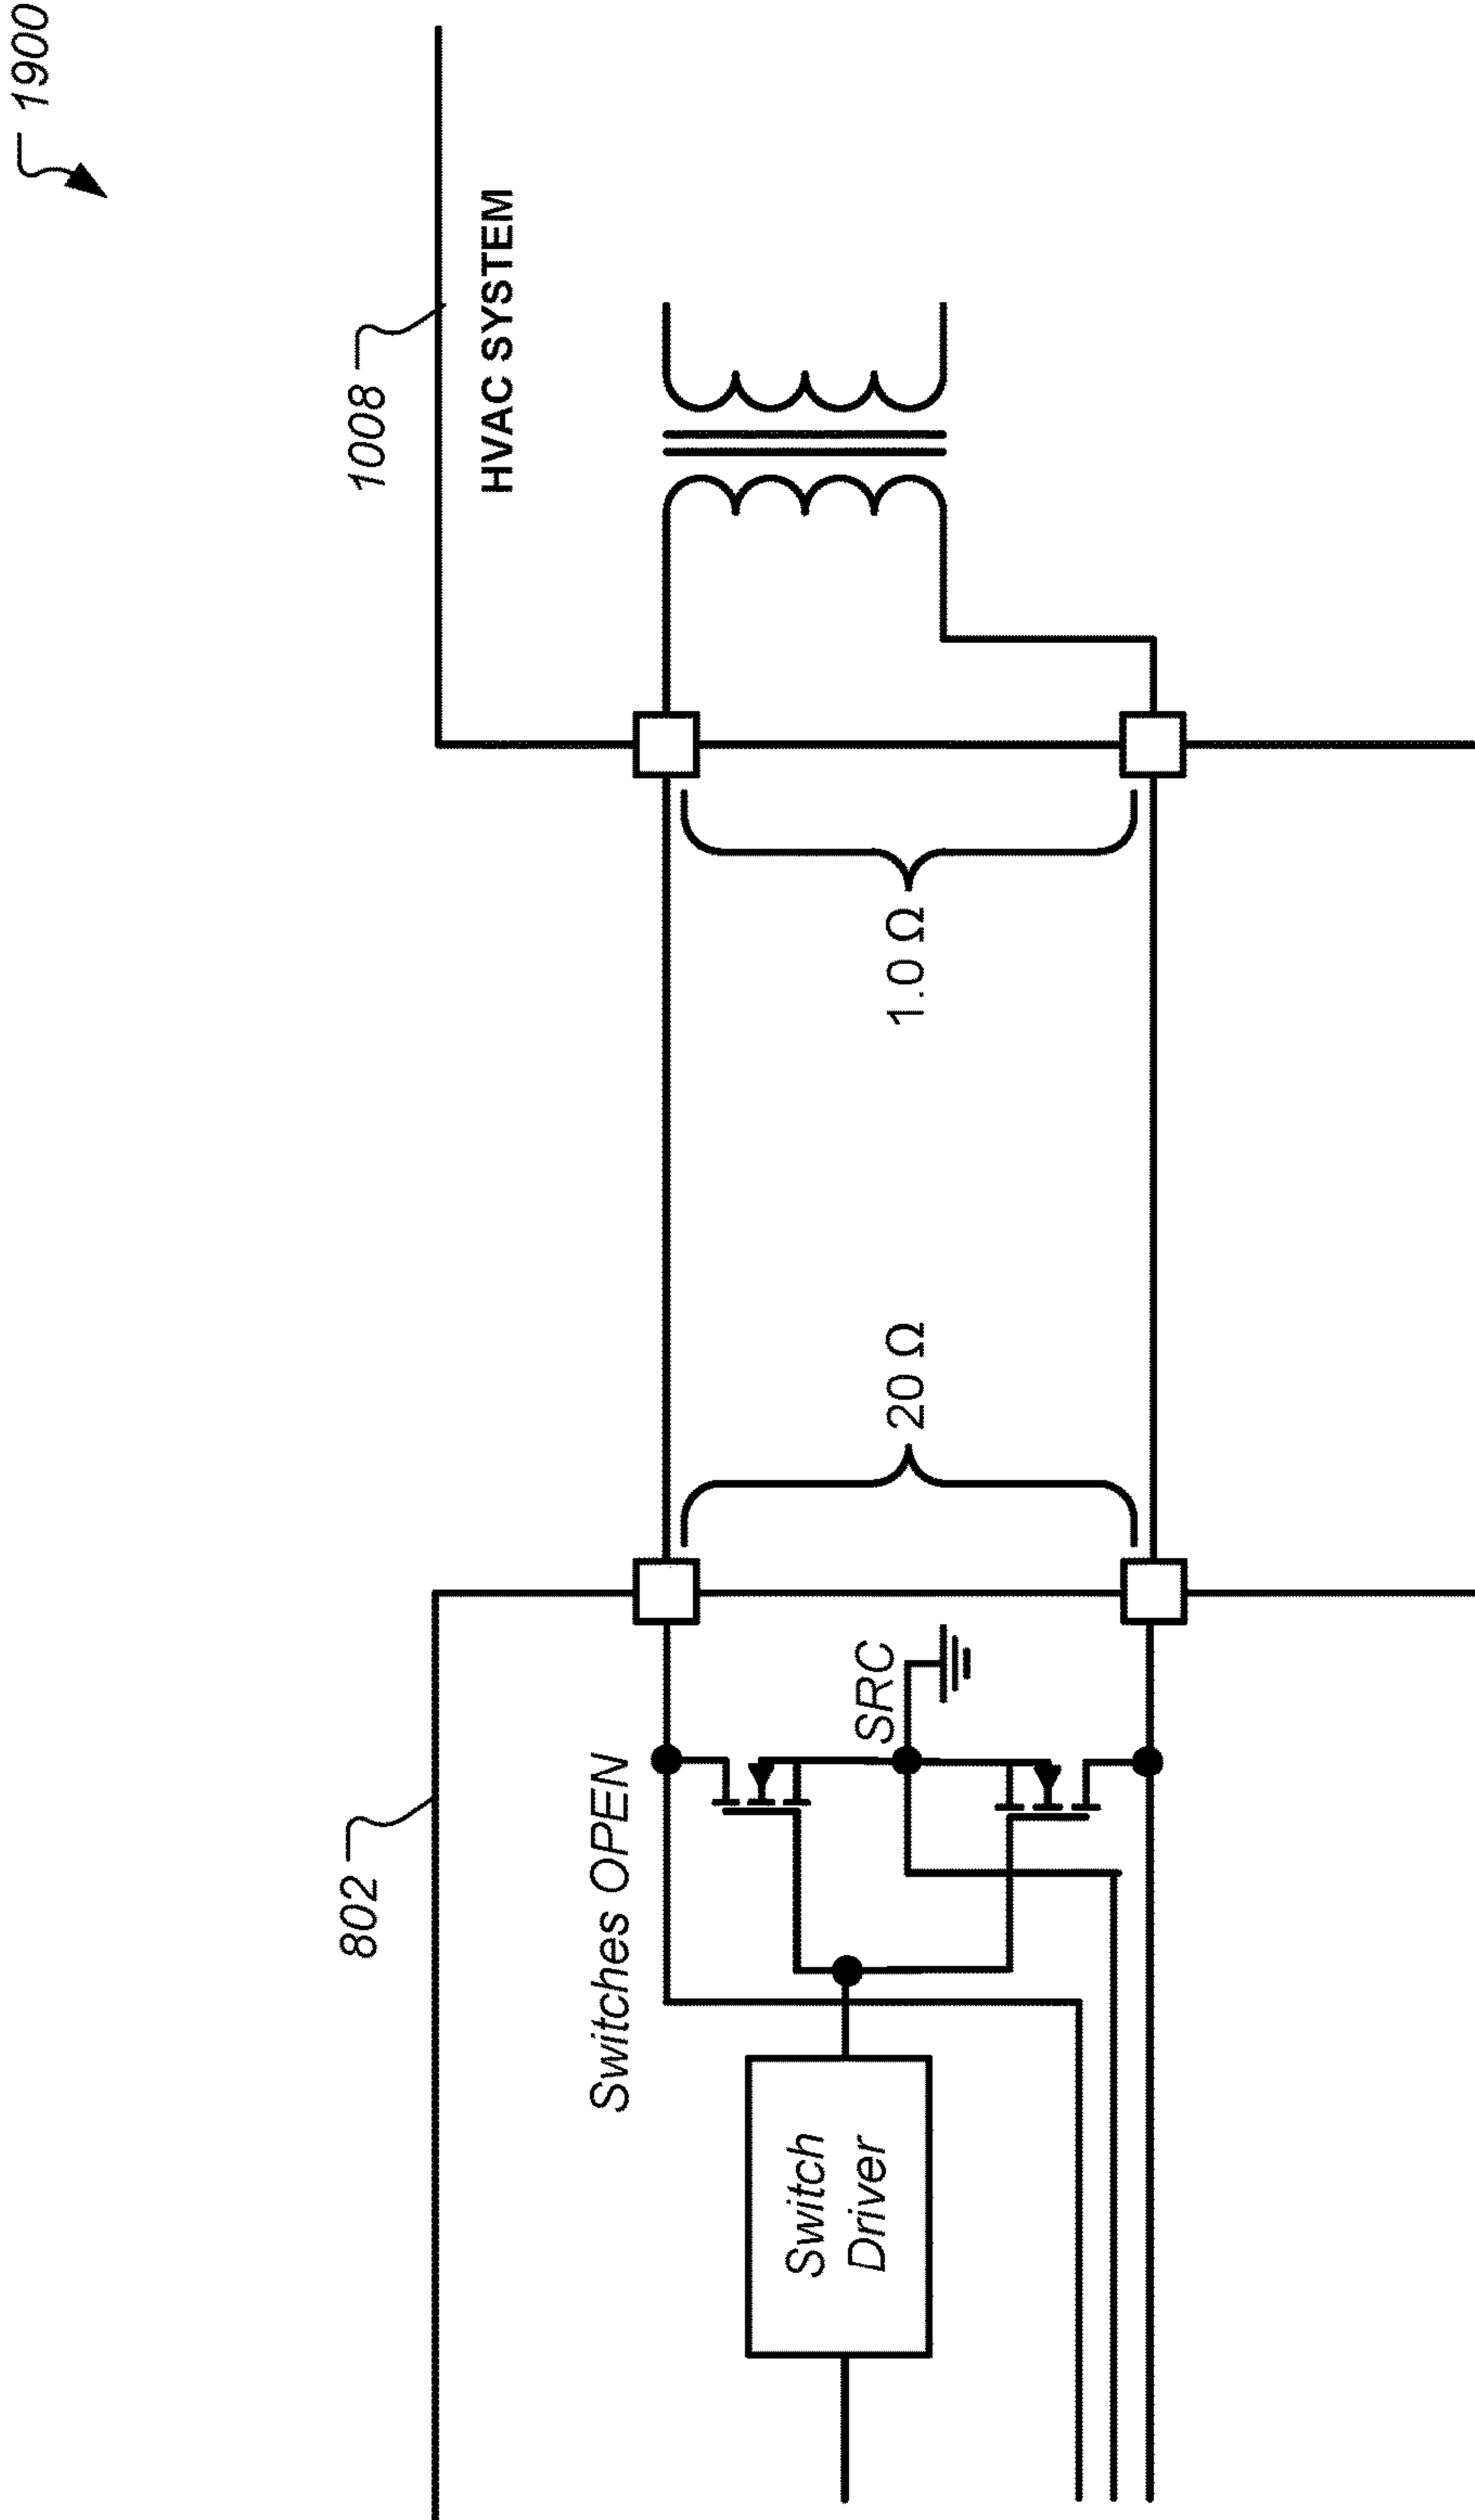 1900
1008
HVAC SYSTEM
802
Switches OPEN
SRC
20 Ω
1.0 Ω
Switch
Driver